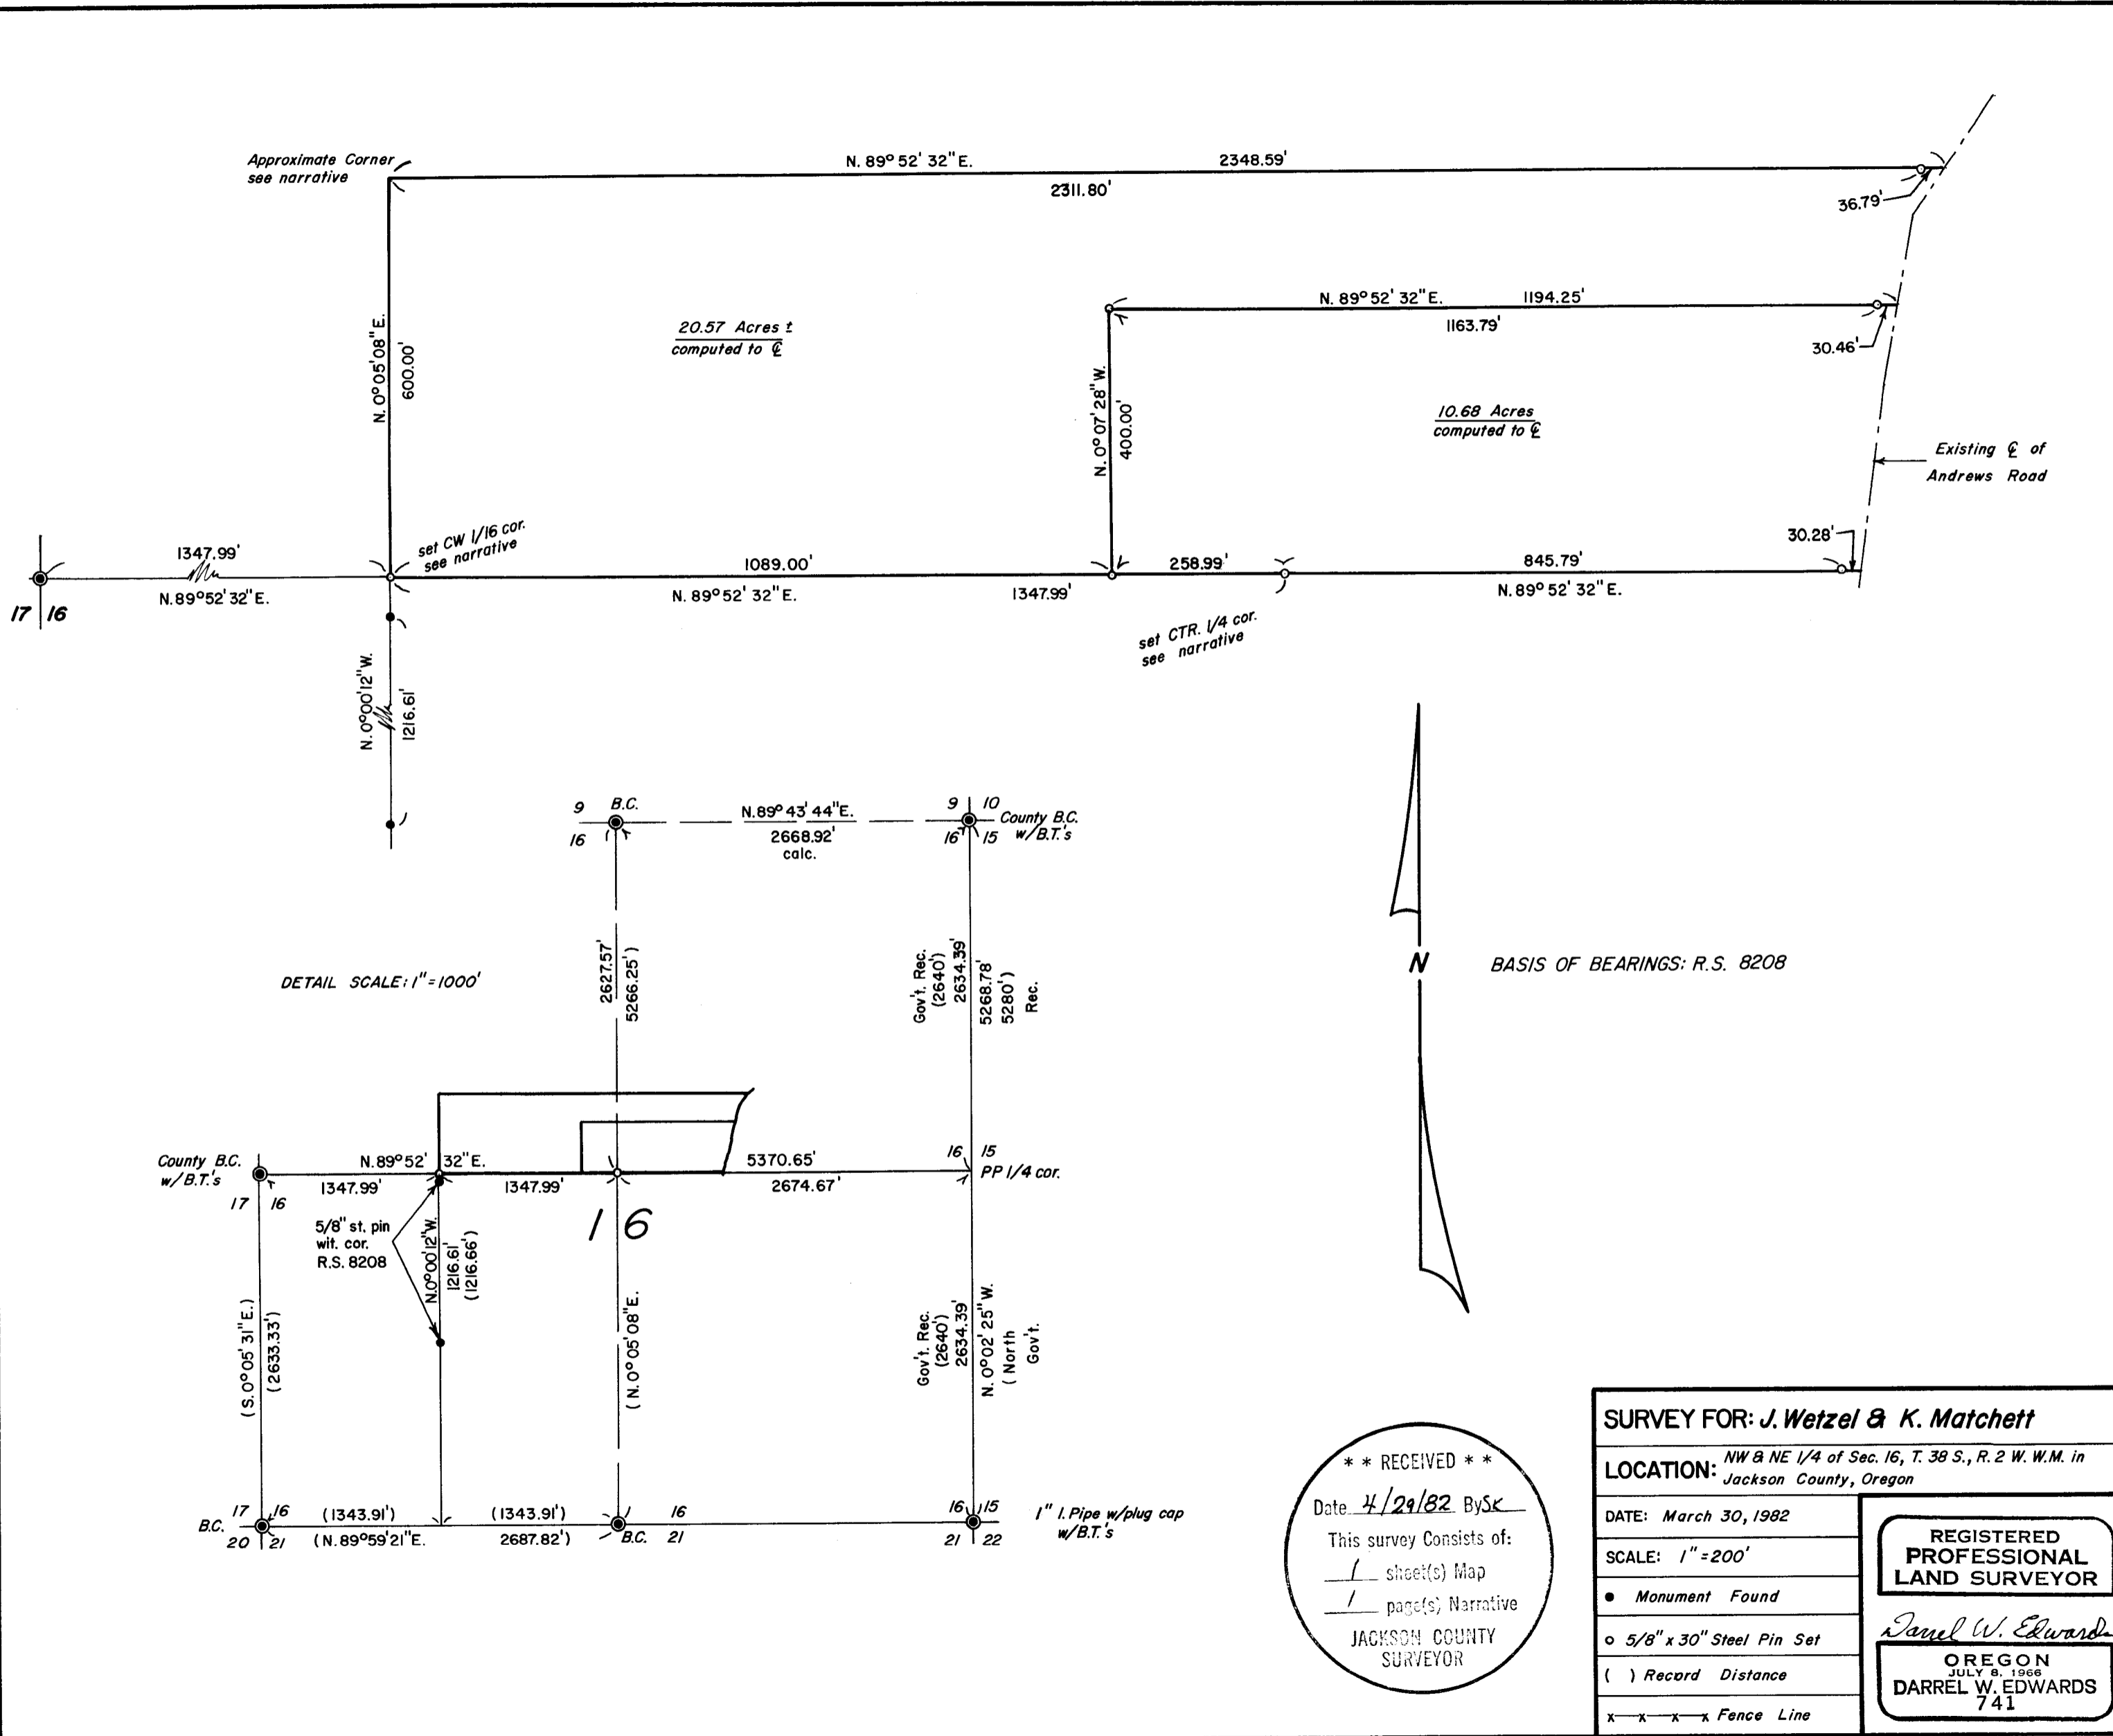 Approximate Corner
see narrative
N. 89° 52' 32" E.
2348.59'
2311.80'
36.79'
N. 0° 05' 08" E.
600.00'
20.57 Acres ±
computed to ℄
N. 89° 52' 32" E.
1194.25'
1163.79'
30.46'
N. 0° 07' 28" W.
400.00'
10.68 Acres
computed to ℄
Existing ℄ of
Andrews Road
30.28'
1347.99'
N. 89° 52' 32" E.
17 16
set CW 1/16 cor.
see narrative
1089.00'
N. 89° 52' 32" E.
1347.99'
258.99'
845.79'
N. 89° 52' 32" E.
set CTR. 1/4 cor.
see narrative
N. 0° 00' 12" W.
1216.61'
9 B.C.
16
N. 89° 43' 44" E.
2668.92'
calc.
9 10
16 15
County B.C.
w/B.T.'s
DETAIL SCALE: 1" = 1000'
2627.57'
5266.25')
Gov't. Rec.
(2640')
2634.39'
5268.78'
5280')
Rec.
N
BASIS OF BEARINGS: R.S. 8208
County B.C.
w/B.T.'s
17 16
N. 89° 52' 32" E.
1347.99'
1347.99'
5370.65'
2674.67'
16 15
PP 1/4 cor.
16
5/8" st. pin
wit. cor.
R.S. 8208
N. 0° 00' 12" W.
1216.61'
(1216.66')
(S. 0° 05' 31" E.)
(2633.33')
(N. 0° 05' 08" E.
Gov't. Rec.
(2640')
2634.39'
N. 0° 02' 25" W.
(North
Gov't.
B.C.
17 16
20 21
(1343.91')
(1343.91')
(N. 89° 59' 21" E.
2687.82')
16
B.C. 21
16 15
21 22
1" I. Pipe w/plug cap
w/B.T.'s
* * RECEIVED * *
Date 4/29/82 By SK
This survey Consists of:
1 sheet(s) Map
1 page(s) Narrative
JACKSON COUNTY
SURVEYOR
SURVEY FOR: J. Wetzel & K. Matchett
LOCATION: NW & NE 1/4 of Sec. 16, T. 38 S., R. 2 W. W.M. in
Jackson County, Oregon
DATE: March 30, 1982
SCALE: 1" = 200'
● Monument Found
○ 5/8" x 30" Steel Pin Set
( ) Record Distance
x—x—x—x Fence Line
REGISTERED
PROFESSIONAL
LAND SURVEYOR
Darrel W. Edwards
OREGON
JULY 8, 1966
DARREL W. EDWARDS
741